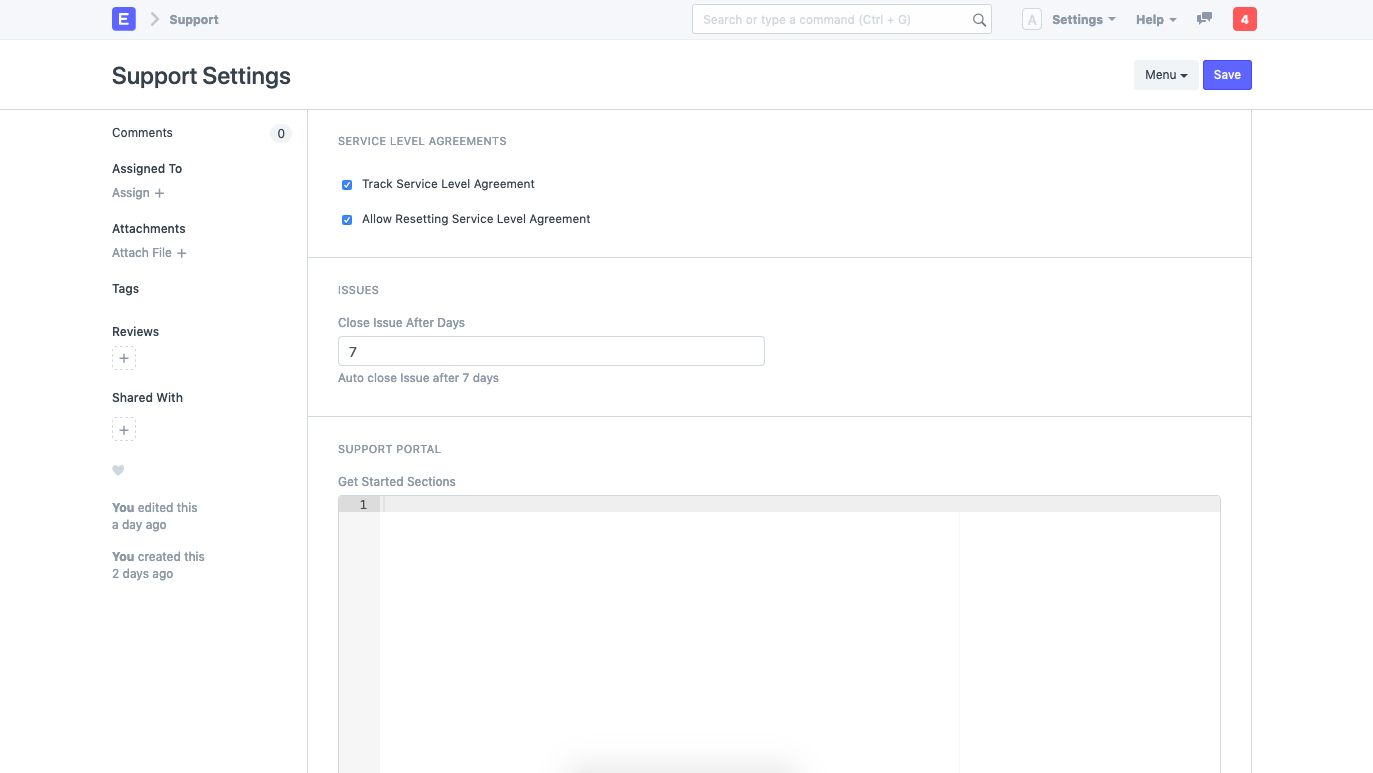 E
Support
Search or type a command (Ctrl + G)
A
Settings
Help
4
Support Settings
Menu
Save
Comments
0
Assigned To
Assign +
Attachments
Attach File +
Tags
Reviews
+
Shared With
+
You edited this
a day ago
You created this
2 days ago
SERVICE LEVEL AGREEMENTS
Track Service Level Agreement
Allow Resetting Service Level Agreement
ISSUES
Close Issue After Days
7
Auto close Issue after 7 days
SUPPORT PORTAL
Get Started Sections
1